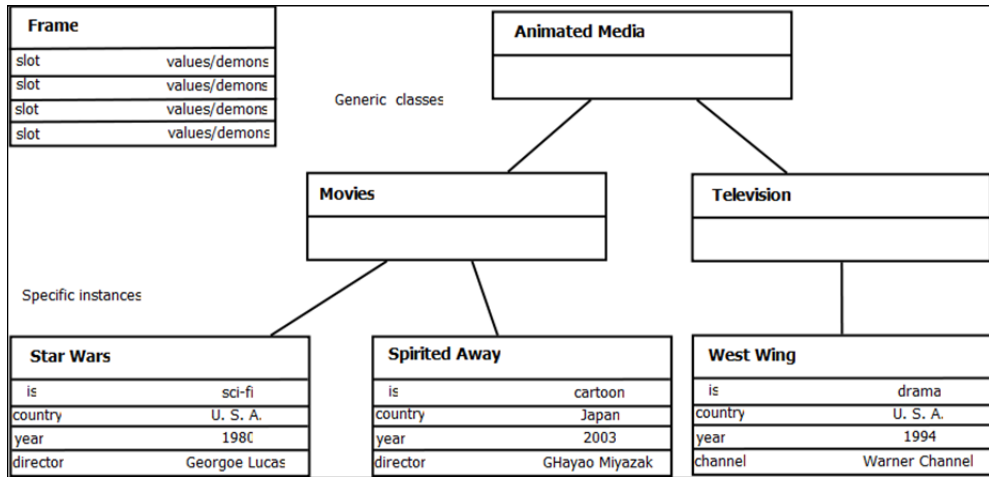 Frame
slot values/demons
slot values/demons
slot values/demons
slot values/demons
Animated Media
Generic classes
Movies
Television
Specific instances
Star Wars
is sci-fi
country U. S. A.
year 1980
director Georgoe Lucas
Spirited Away
is cartoon
country Japan
year 2003
director GHayao Miyazak
West Wing
is drama
country U. S. A.
year 1994
channel Warner Channel